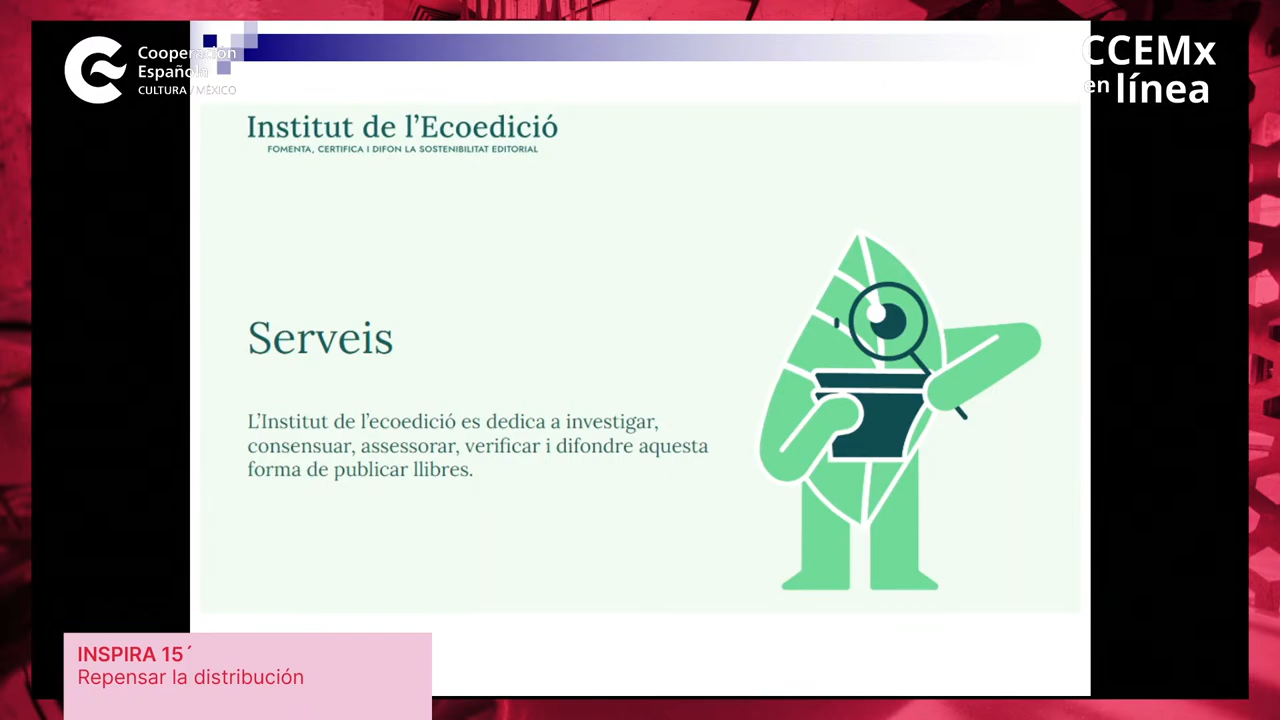 Cooperación
Española
CULTURA / MÉXICO
CCEMx
en línea
Institut de l’Ecoedició
FOMENTA, CERTIFICA I DIFON LA SOSTENIBILITAT EDITORIAL
Serveis
L’Institut de l’ecoedició es dedica a investigar,
consensuar, assessorar, verificar i difondre aquesta
forma de publicar llibres.
INSPIRA 15´
Repensar la distribución